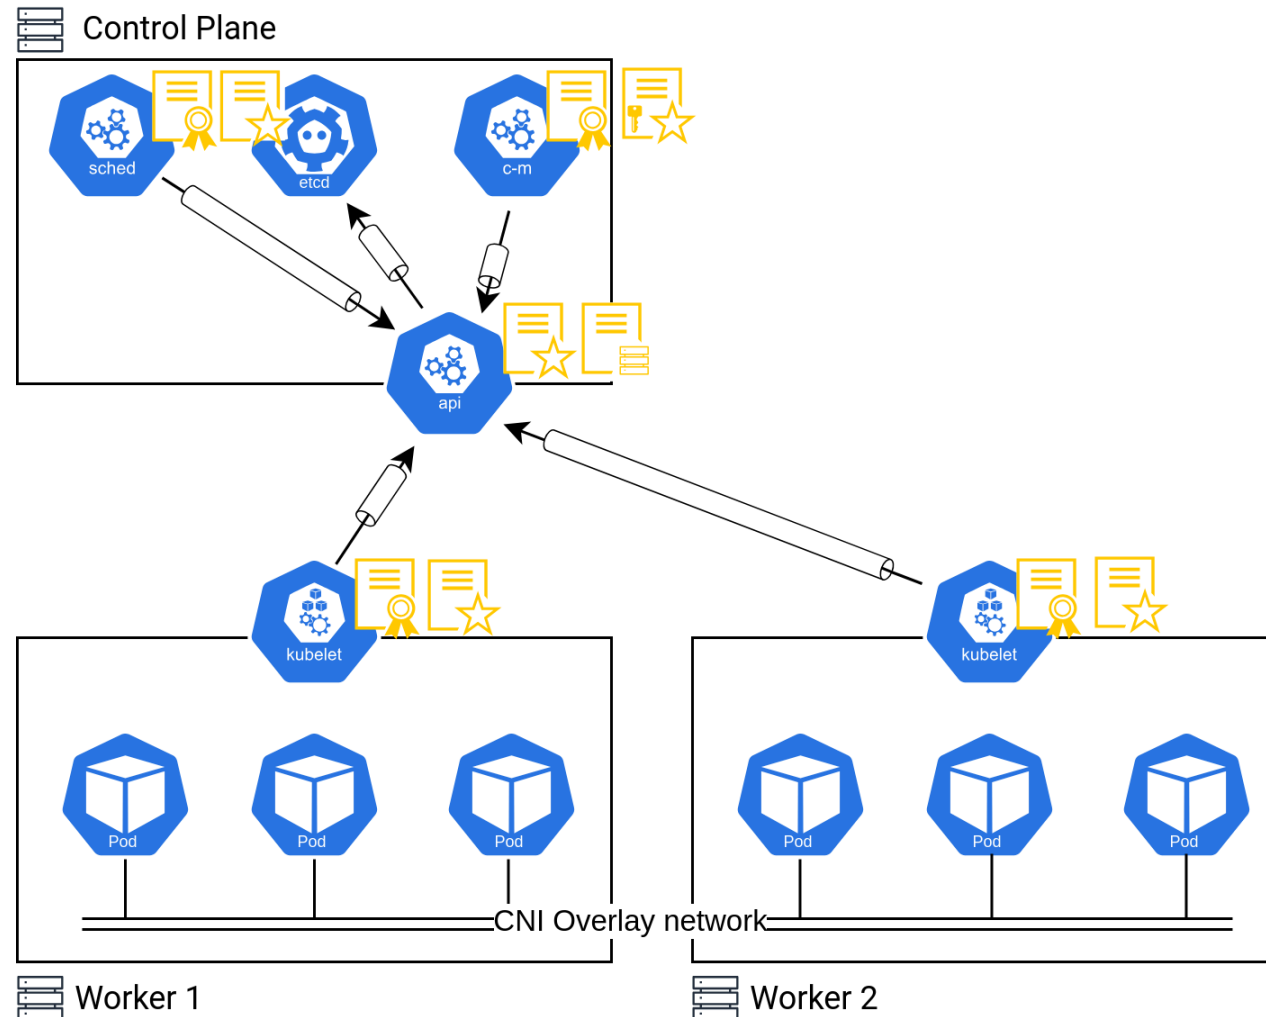 Control Plane
sched
etcd
c-m
api
kubelet
kubelet
Pod
Pod
Pod
Pod
Pod
Pod
CNI Overlay network
Worker 1
Worker 2